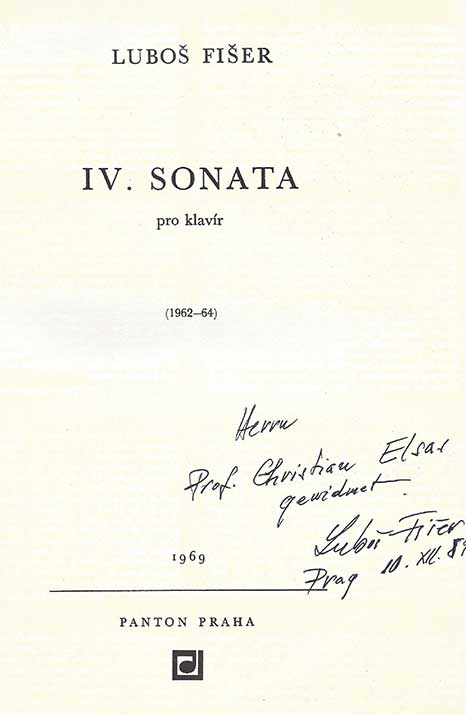 LUBOŠ FIŠER
IV. SONATA
pro klavír
(1962–64)
Herrn
Prof. Christian Elsas
gewidmet.
Luboš Fišer
Prag 10. XII. 89
1969
PANTON PRAHA